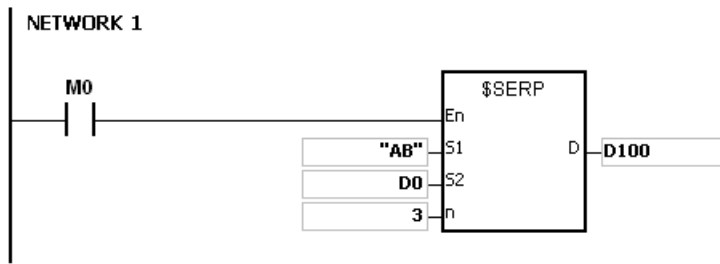 NETWORK 1
M0
$SERP
En
"AB" S1 D D100
D0 S2
3 n